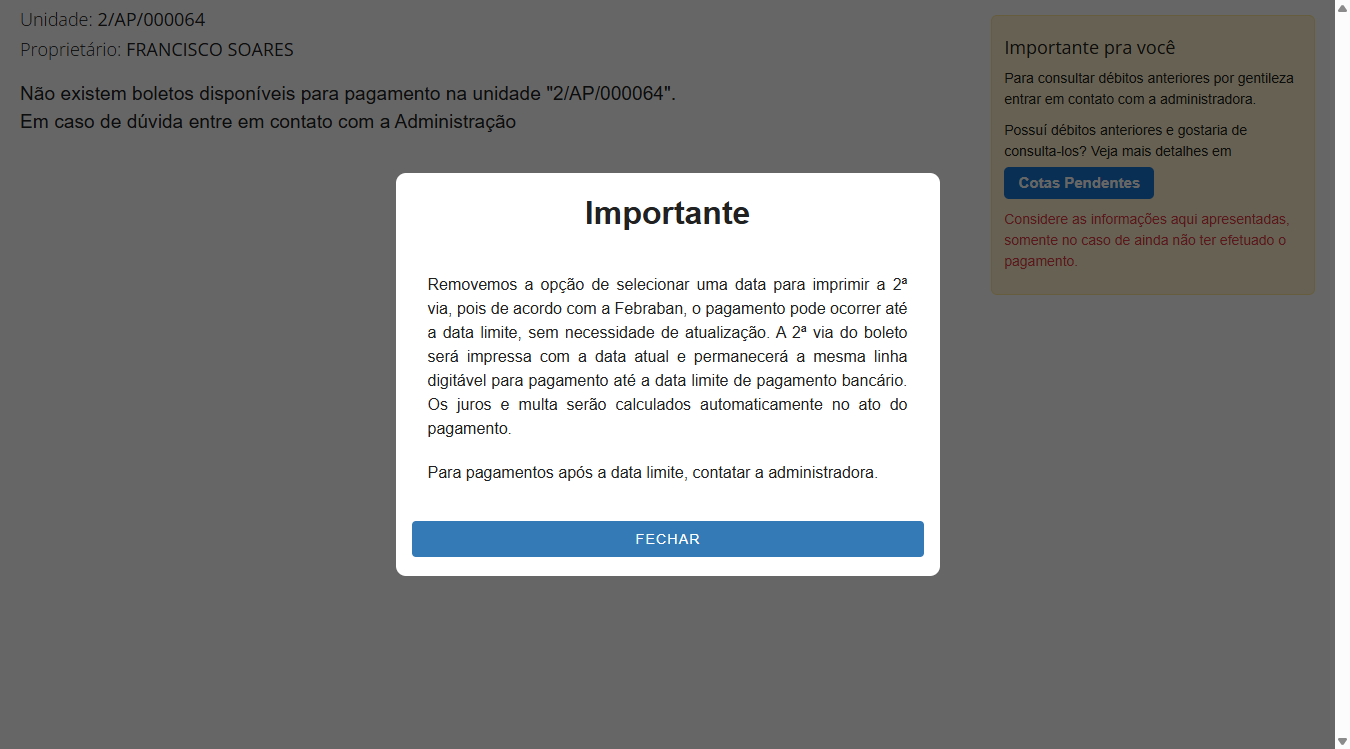 Unidade: 2/AP/000064
Proprietário: FRANCISCO SOARES
Não existem boletos disponíveis para pagamento na unidade "2/AP/000064".
Em caso de dúvida entre em contato com a Administração
Importante pra você
Para consultar débitos anteriores por gentileza
entrar em contato com a administradora.
Possuí débitos anteriores e gostaria de
consulta-los? Veja mais detalhes em
Cotas Pendentes
Considere as informações aqui apresentadas,
somente no caso de ainda não ter efetuado o
pagamento.
Importante
Removemos a opção de selecionar uma data para imprimir a 2ª
via, pois de acordo com a Febraban, o pagamento pode ocorrer até
a data limite, sem necessidade de atualização. A 2ª via do boleto
será impressa com a data atual e permanecerá a mesma linha
digitável para pagamento até a data limite de pagamento bancário.
Os juros e multa serão calculados automaticamente no ato do
pagamento.
Para pagamentos após a data limite, contatar a administradora.
FECHAR